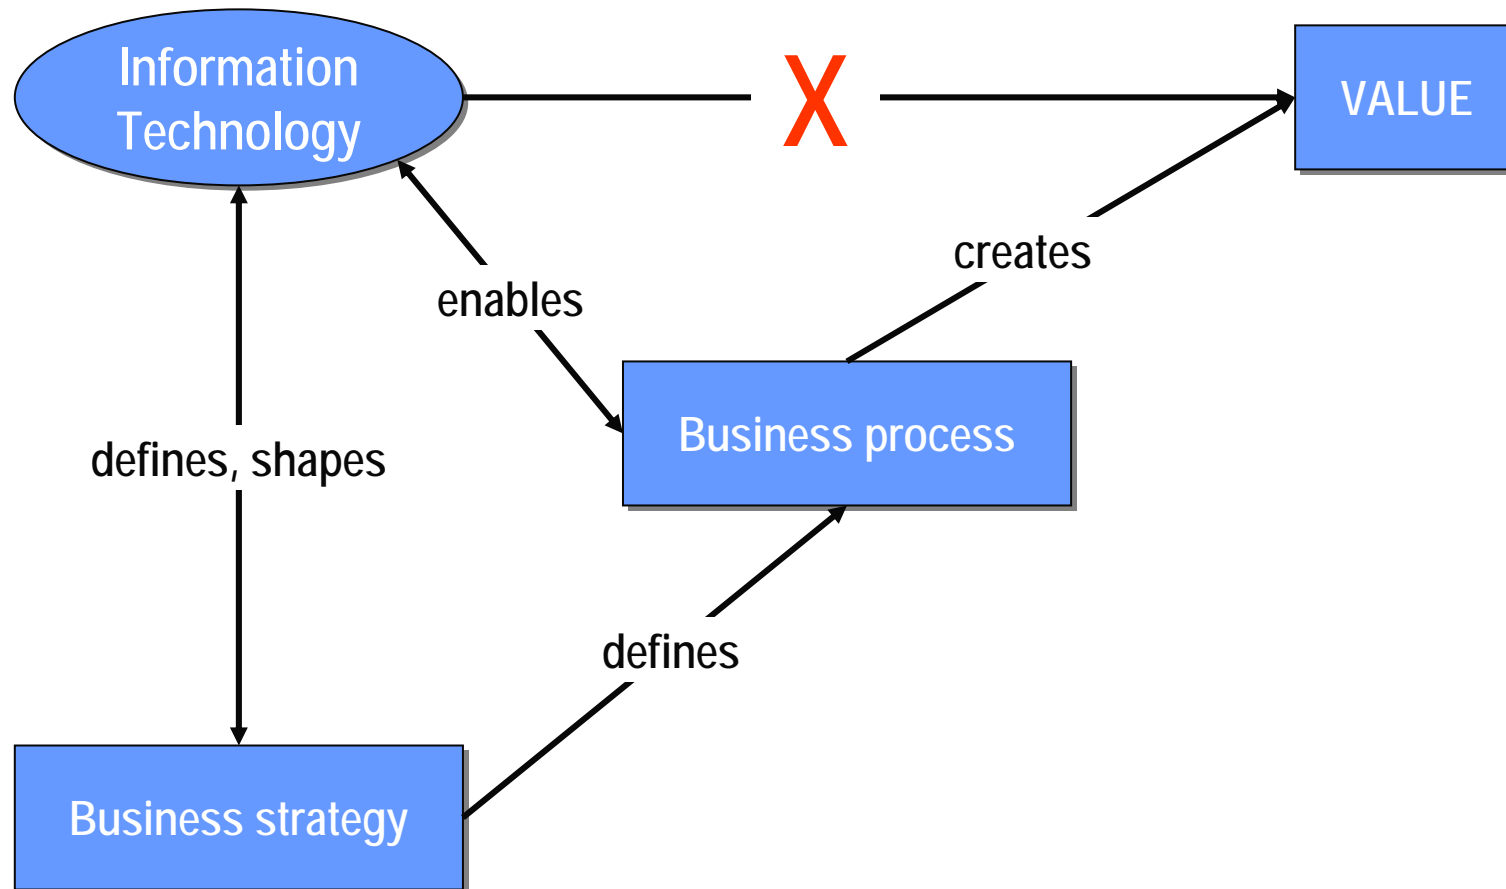 Information
Technology
X
VALUE
creates
enables
Business process
defines, shapes
defines
Business strategy